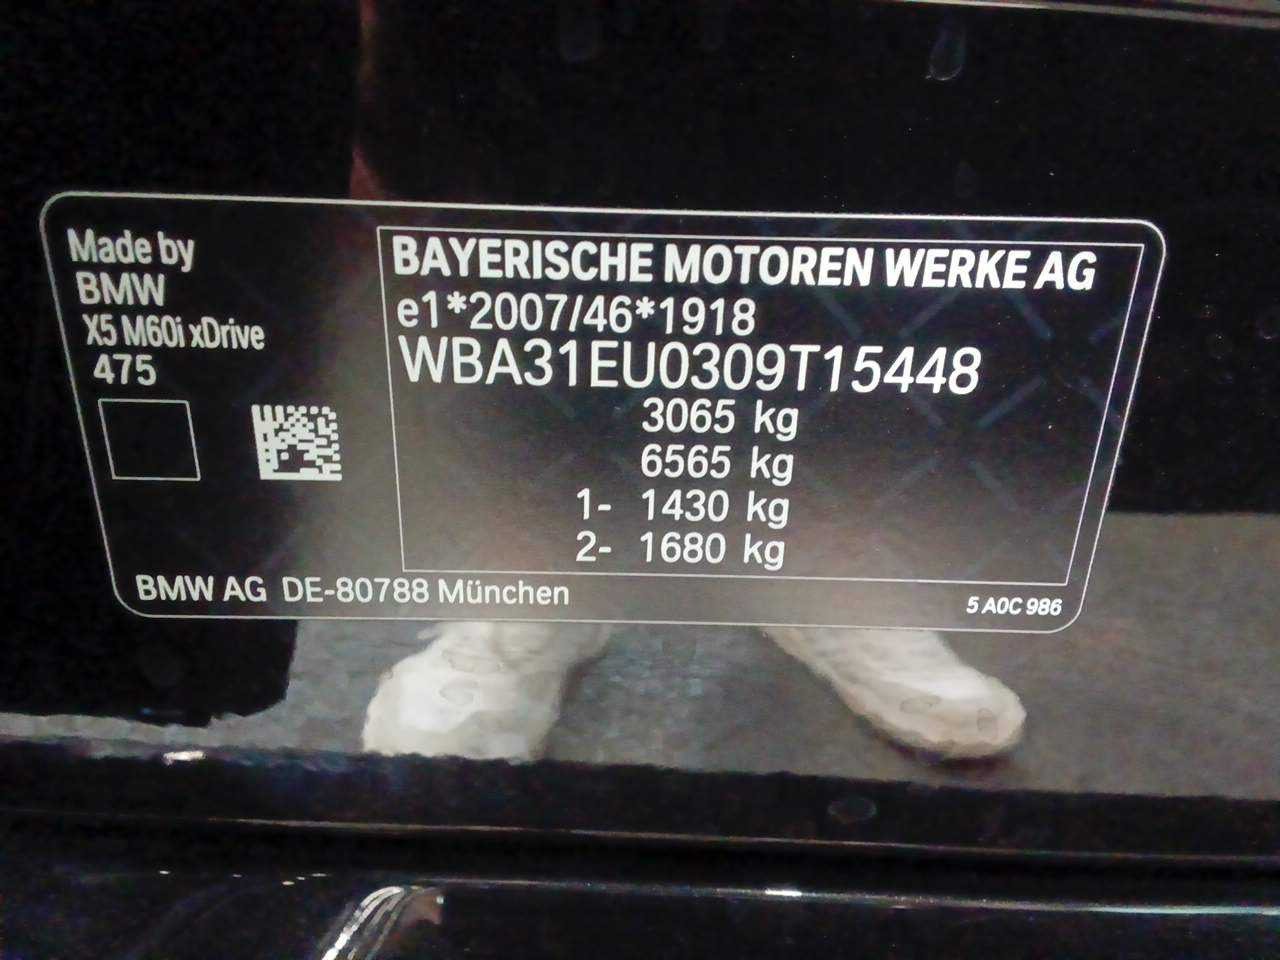 Made by
BMW
X5 M60i xDrive
475
BAYERISCHE MOTOREN WERKE AG
e1*2007/46*1918
WBA31EU0309T15448
3065 kg
6565 kg
1- 1430 kg
2- 1680 kg
BMW AG DE-80788 München
5 A0C 986